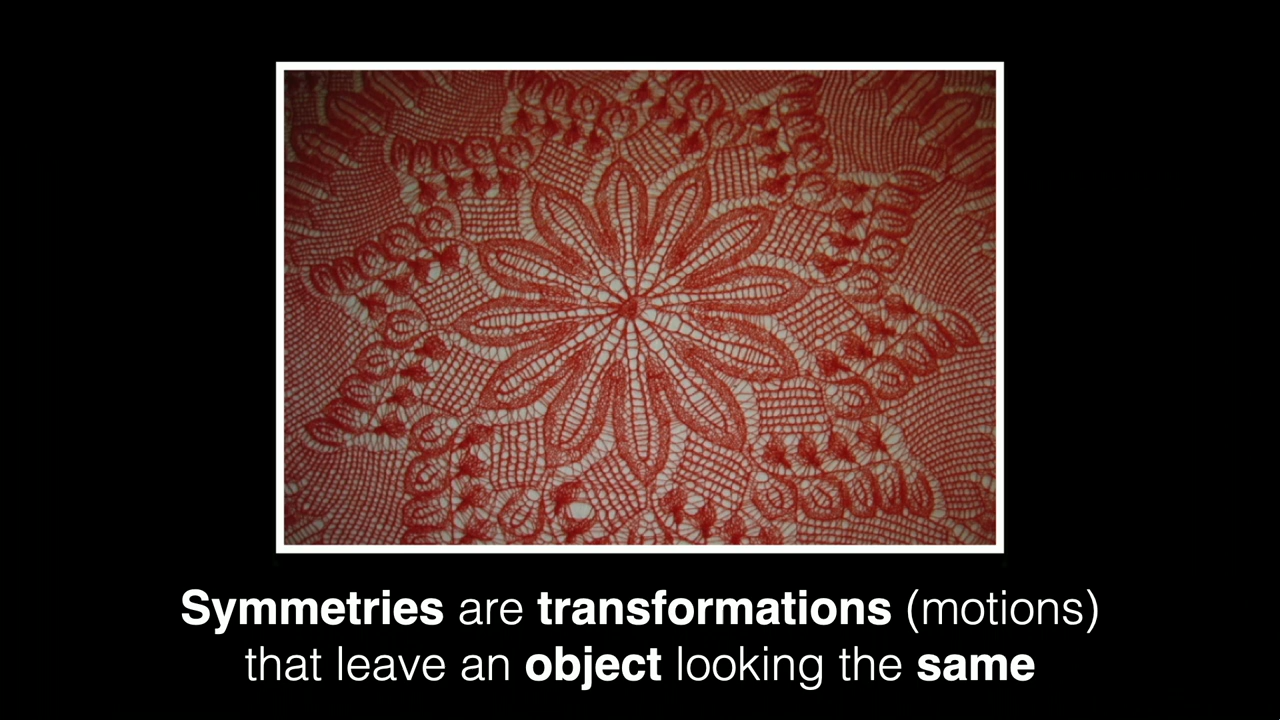 Symmetries are transformations (motions)
that leave an object looking the same